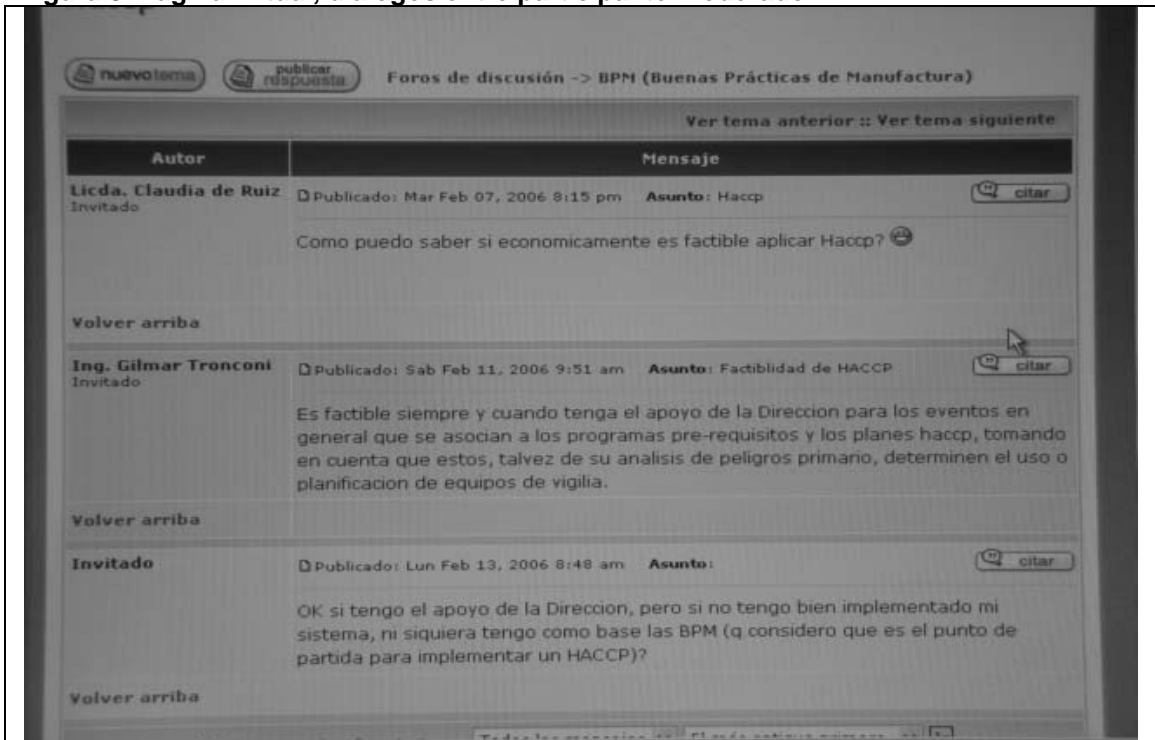 nuevo tema publicar respuesta Foros de discusión -> BPM (Buenas Prácticas de Manufactura)
Ver tema anterior :: Ver tema siguiente
Autor Mensaje
Licda. Claudia de Ruiz Publicado: Mar Feb 07, 2006 8:15 pm Asunto: Haccp citar
Invitado
Como puedo saber si economicamente es factible aplicar Haccp?
Volver arriba
Ing. Gilmar Tronconi Publicado: Sab Feb 11, 2006 9:51 am Asunto: Factiblidad de HACCP citar
Invitado
Es factible siempre y cuando tenga el apoyo de la Direccion para los eventos en
general que se asocian a los programas pre-requisitos y los planes haccp, tomando
en cuenta que estos, talvez de su analisis de peligros primario, determinen el uso o
planificacion de equipos de vigilia.
Volver arriba
Invitado Publicado: Lun Feb 13, 2006 8:48 am Asunto: citar
OK si tengo el apoyo de la Direccion, pero si no tengo bien implementado mi
sistema, ni siquiera tengo como base las BPM (q considero que es el punto de
partida para implementar un HACCP)?
Volver arriba